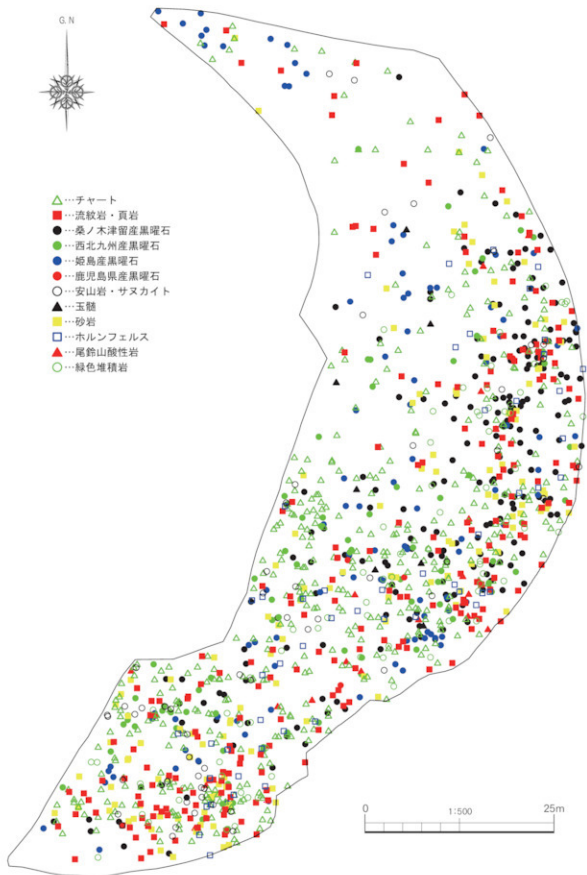 G. N
…チャート
…流紋岩・頁岩
…桑ノ木津留産黒曜石
…西北九州産黒曜石
…姫島産黒曜石
…鹿児島県産黒曜石
…安山岩・サヌカイト
…玉髄
…砂岩
…ホルンフェルス
…尾鈴山酸性岩
…緑色堆積岩
0 1:500 25m